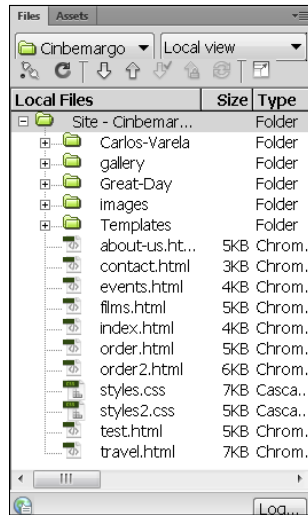 Files Assets
Cinbemargo Local view
Local Files Size Type
Site - Cinbemar... Folder
Carlos-Varela Folder
gallery Folder
Great-Day Folder
images Folder
Templates Folder
about-us.ht... 5KB Chrom.
contact.html 3KB Chrom.
events.html 4KB Chrom.
films.html 5KB Chrom.
index.html 4KB Chrom.
order.html 5KB Chrom.
order2.html 6KB Chrom.
styles.css 7KB Casca..
styles2.css 5KB Casca..
test.html 5KB Chrom.
travel.html 7KB Chrom.
Log...